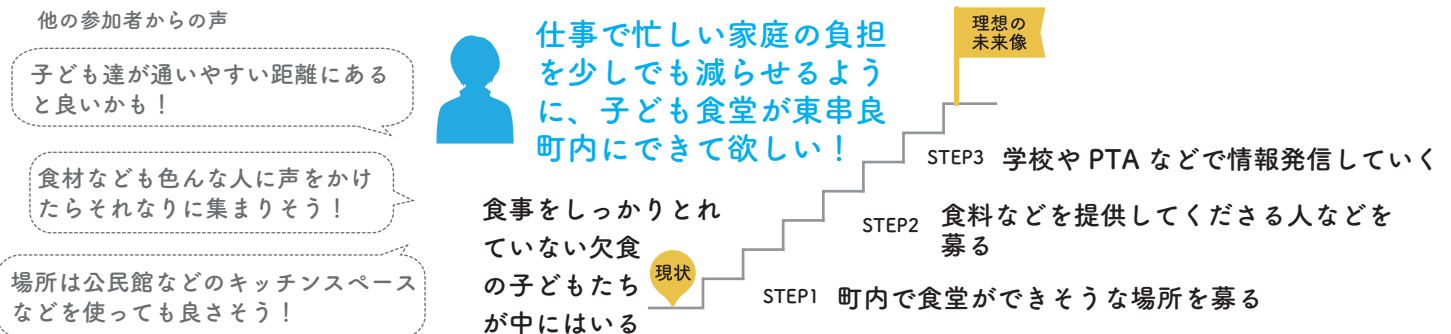 他の参加者からの声
子ども達が通いやすい距離にある
と良いかも！
食材なども色んな人に声をかけ
たらそれなりに集まりそう！
場所は公民館などのキッチンスペース
などを使っても良さそう！
仕事で忙しい家庭の負担
を少しでも減らせるよう
に、子ども食堂が東串良
町内にできて欲しい！
理想の
未来像
STEP3 学校や PTA などで情報発信していく
STEP2 食料などを提供してくださる人などを
募る
STEP1 町内で食堂ができそうな場所を募る
現状
食事をしっかりとれ
ていない欠食
の子どもたち
が中にはいる